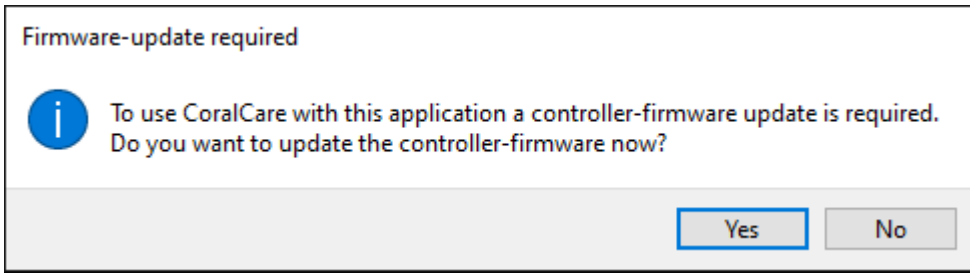 Firmware-update required
To use CoralCare with this application a controller-firmware update is required.
Do you want to update the controller-firmware now?
Yes No